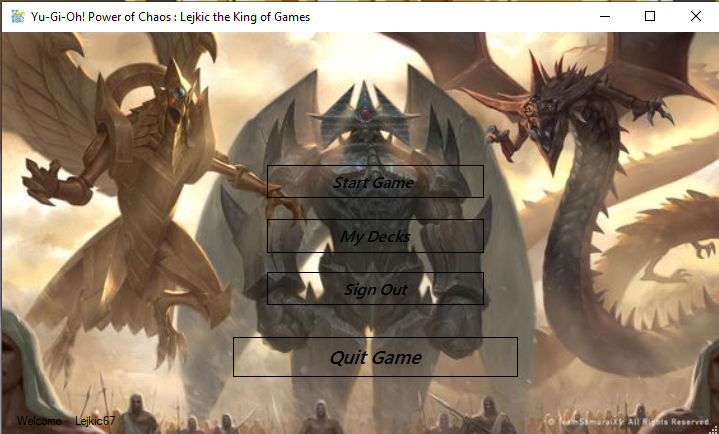 Yu-Gi-Oh! Power of Chaos : Lejkic the King of Games
Start Game
My Decks
Sign Out
Quit Game
Welcome Lejkic67
© TeamSamuraiX1. All Rights Reserved.